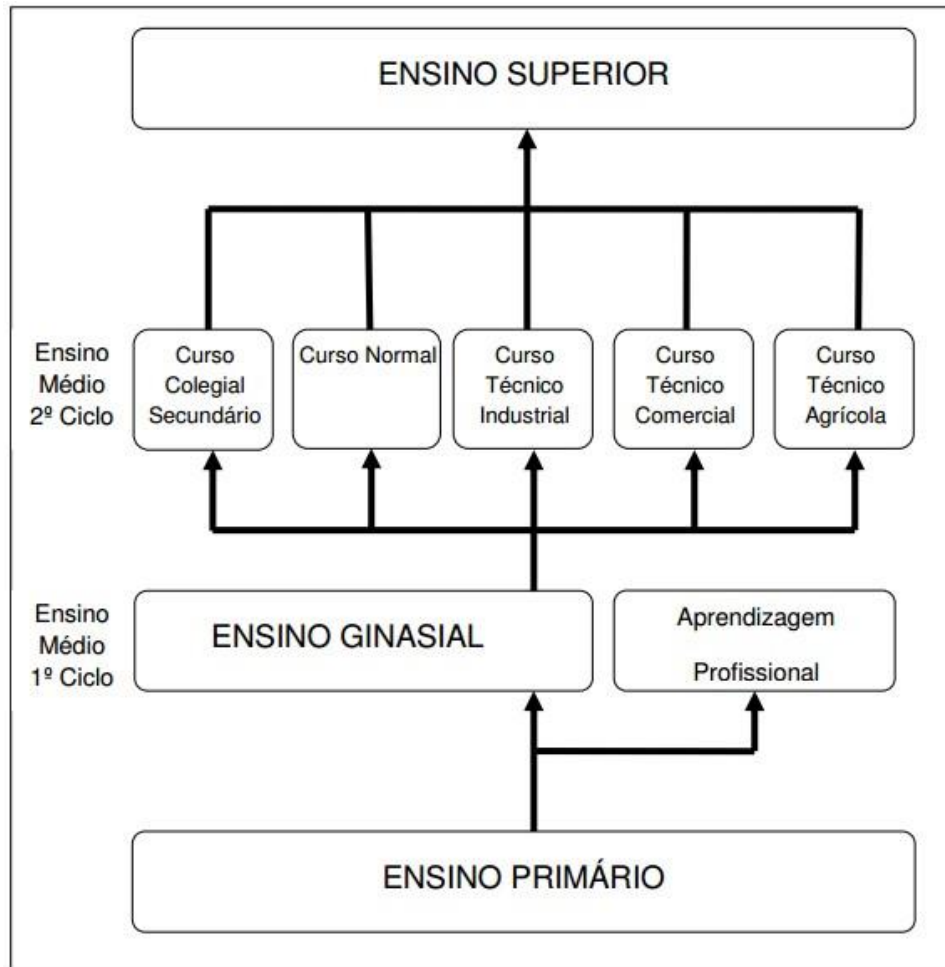 ENSINO SUPERIOR
Ensino
Médio
2º Ciclo
Curso
Colegial
Secundário
Curso Normal
Curso
Técnico
Industrial
Curso
Técnico
Comercial
Curso
Técnico
Agrícola
Ensino
Médio
1º Ciclo
ENSINO GINASIAL
Aprendizagem
Profissional
ENSINO PRIMÁRIO